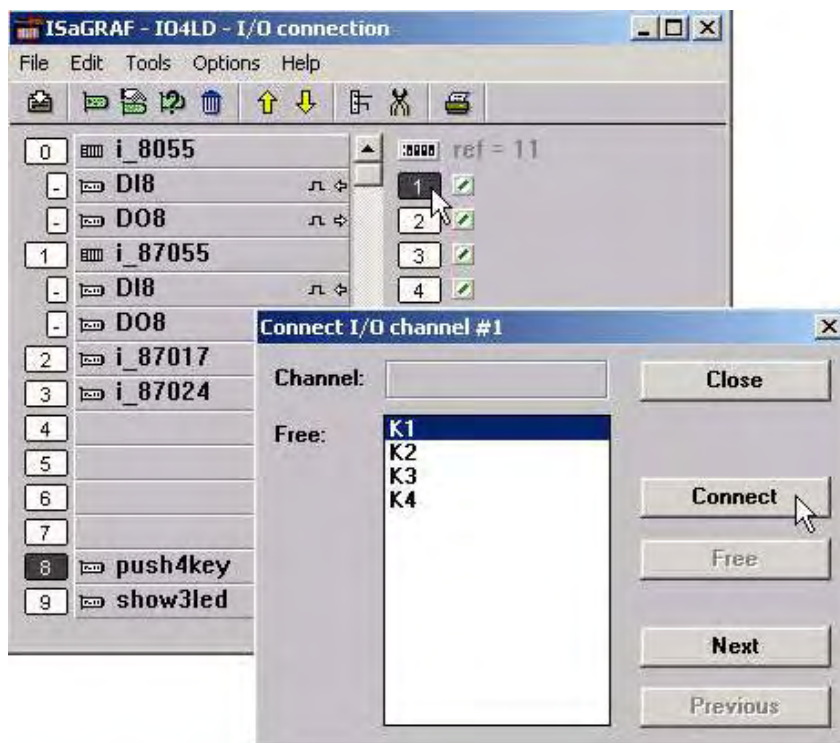 ISaGRAF - IO4LD - I/O connection
File Edit Tools Options Help
0 i_8055 ref = 11
- DI8 1
- DO8 2
1 i_87055 3
- DI8 4
- DO8
2 i_87017
3 i_87024
4
5
6
7
8 push4key
9 show3led
Connect I/O channel #1
Channel: Close
Free: K1
K2
K3
K4
Connect
Free
Next
Previous